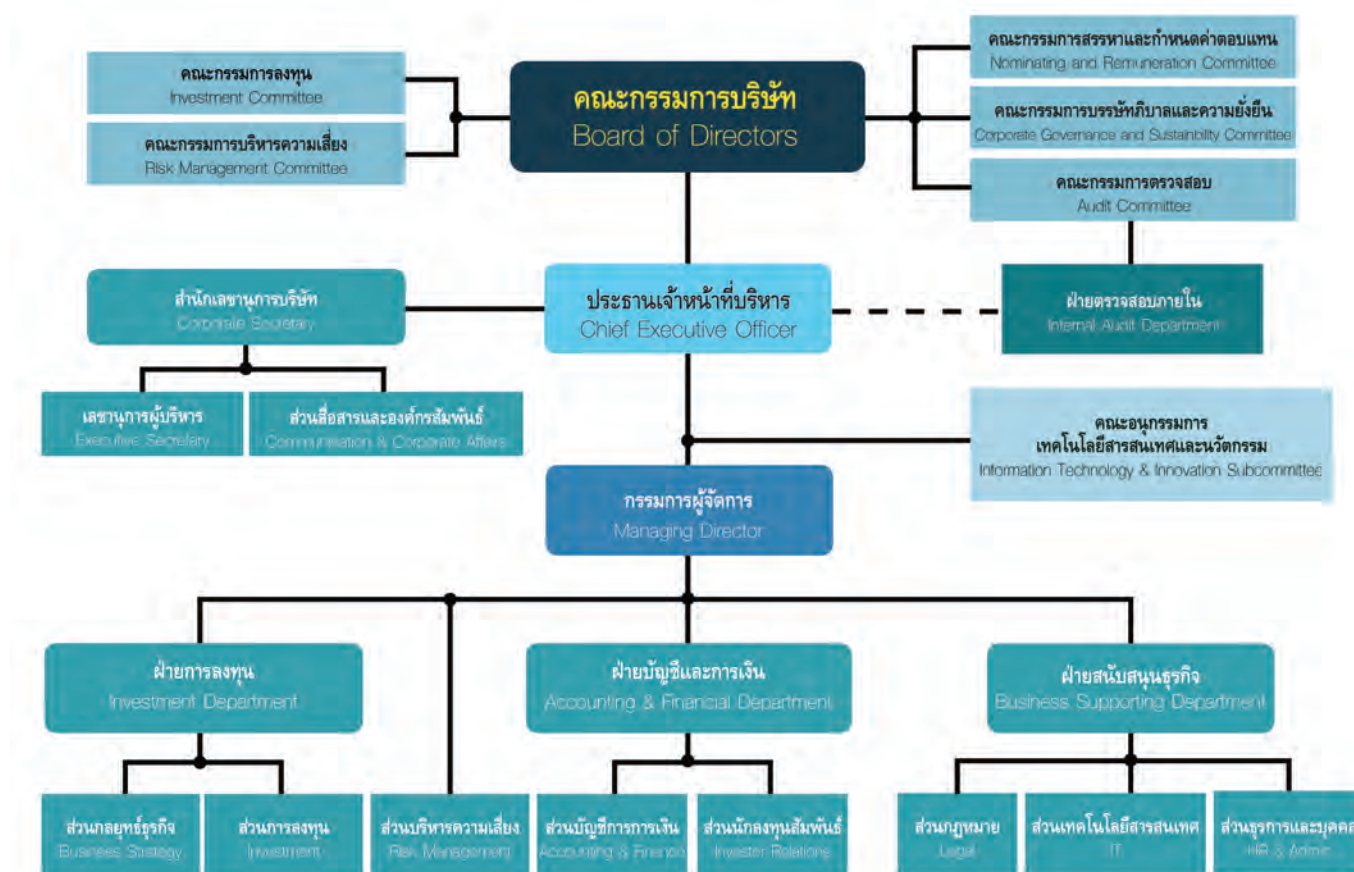 คณะกรรมการลงทุน
Investment Committee
คณะกรรมการบริหารความเสี่ยง
Risk Management Committee
คณะกรรมการบริษัท
Board of Directors
คณะกรรมการสรรหาและกำหนดค่าตอบแทน
Nominating and Remuneration Committee
คณะกรรมการบรรษัทภิบาลและความยั่งยืน
Corporate Governance and Sustainbility Committee
คณะกรรมการตรวจสอบ
Audit Committee
สำนักเลขานุการบริษัท
Corporate Secretary
ประธานเจ้าหน้าที่บริหาร
Chief Executive Officer
ฝ่ายตรวจสอบภายใน
Internal Audit Department
เลขานุการผู้บริหาร
Executive Secretary
ส่วนสื่อสารและองค์กรสัมพันธ์
Communication & Corporate Affairs
คณะอนุกรรมการ
เทคโนโลยีสารสนเทศและนวัตกรรม
Information Technology & Innovation Subcommittee
กรรมการผู้จัดการ
Managing Director
ฝ่ายการลงทุน
Investment Department
ฝ่ายบัญชีและการเงิน
Accounting & Financial Department
ฝ่ายสนับสนุนธุรกิจ
Business Supporting Department
ส่วนกลยุทธ์ธุรกิจ
Business Strategy
ส่วนการลงทุน
Investment
ส่วนบริหารความเสี่ยง
Risk Management
ส่วนบัญชีการการเงิน
Accounting & Finance
ส่วนนักลงทุนสัมพันธ์
Investor Relations
ส่วนกฎหมาย
Legal
ส่วนเทคโนโลยีสารสนเทศ
IT
ส่วนธุรการและบุคคล
HR & Admin